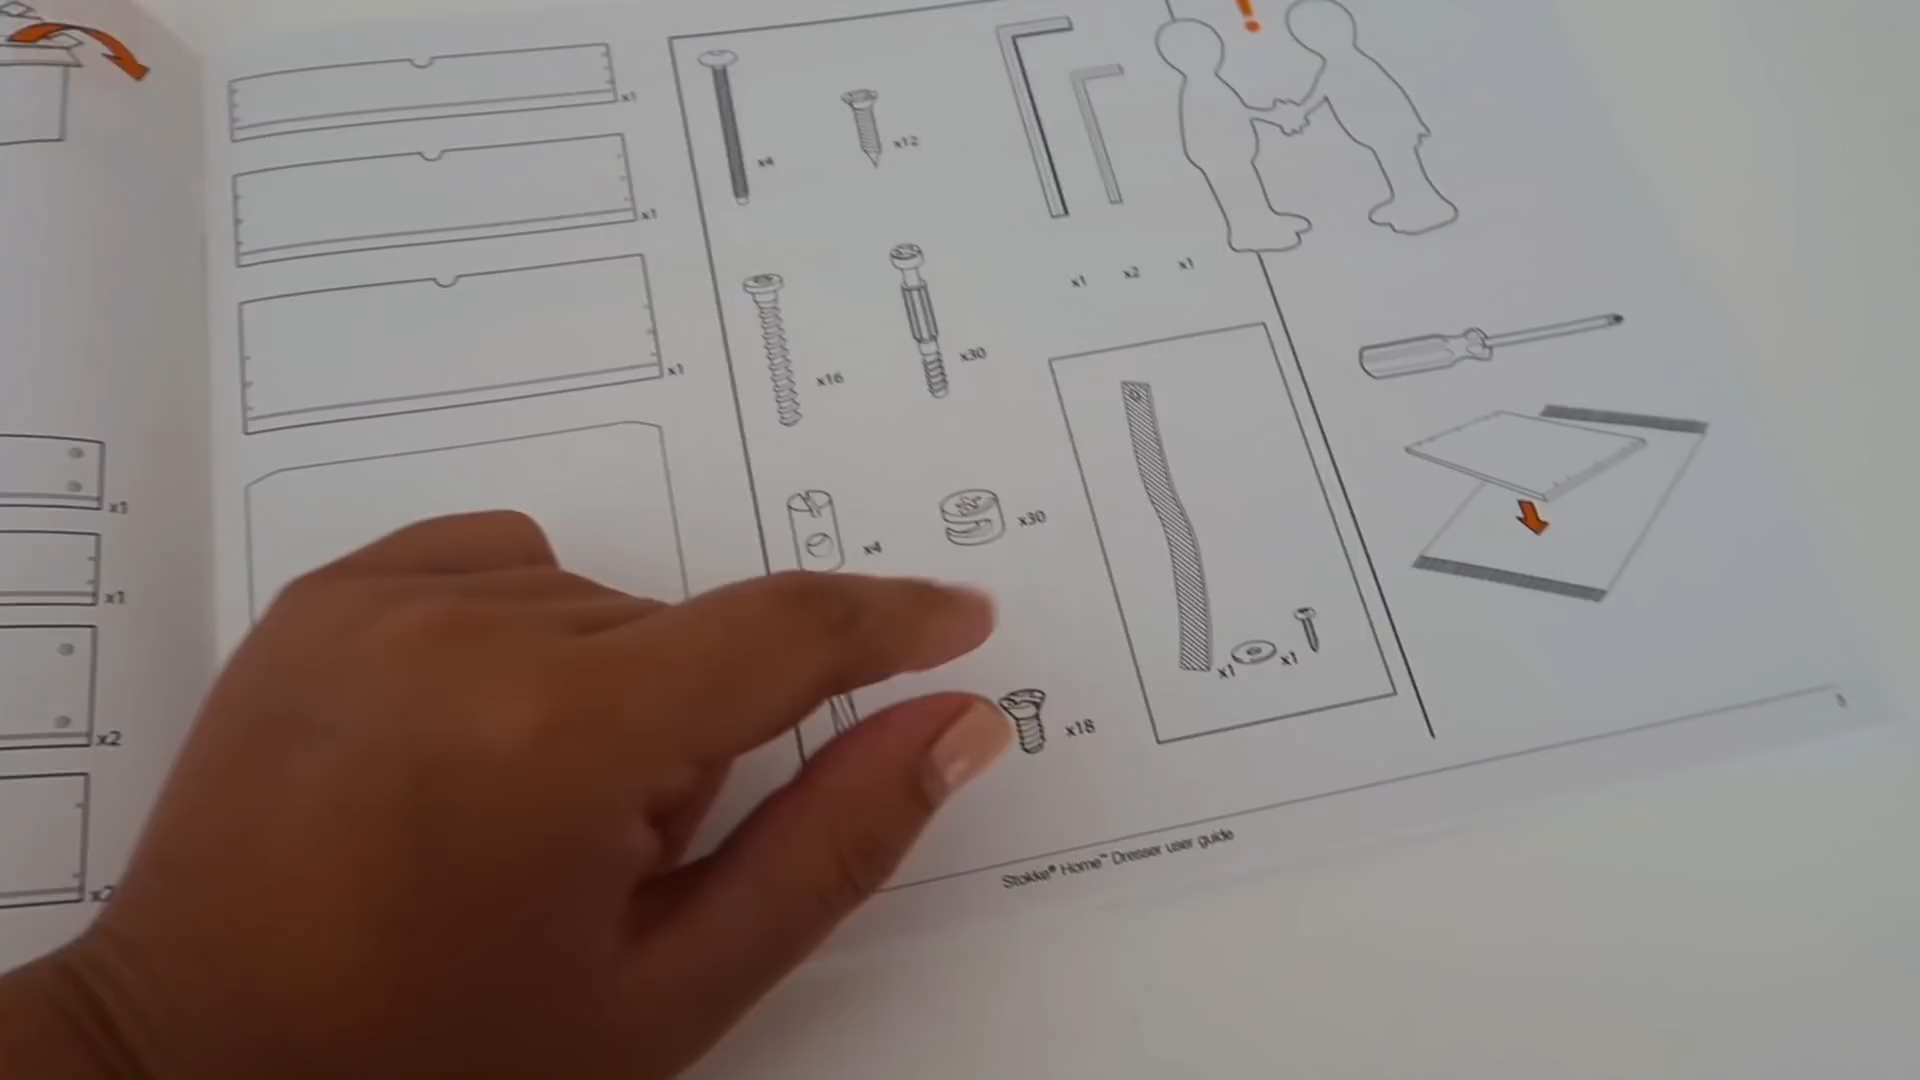 x1
x1
x1
x1
x1
x2
x2
x4
x12
x16
x30
x4
x30
x18
x1
x2
x1
x1
x1
Stokke® Home™ Dresser user guide